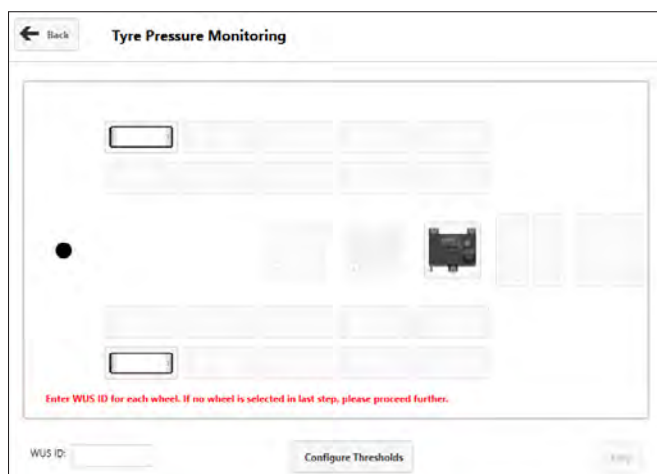 Back
Tyre Pressure Monitoring
Enter WUS ID for each wheel. If no wheel is selected in last step, please proceed further.
WUS ID:
Configure Thresholds